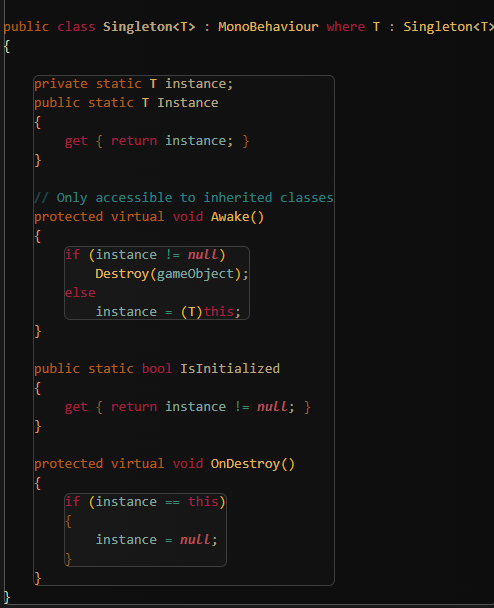 public class Singleton<T> : MonoBehaviour where T : Singleton<T>
{
private static T instance;
public static T Instance
{
get { return instance; }
}
// Only accessible to inherited classes
protected virtual void Awake()
{
if (instance != null)
Destroy(gameObject);
else
instance = (T)this;
}
public static bool IsInitialized
{
get { return instance != null; }
}
protected virtual void OnDestroy()
{
if (instance == this)
{
instance = null;
}
}
}